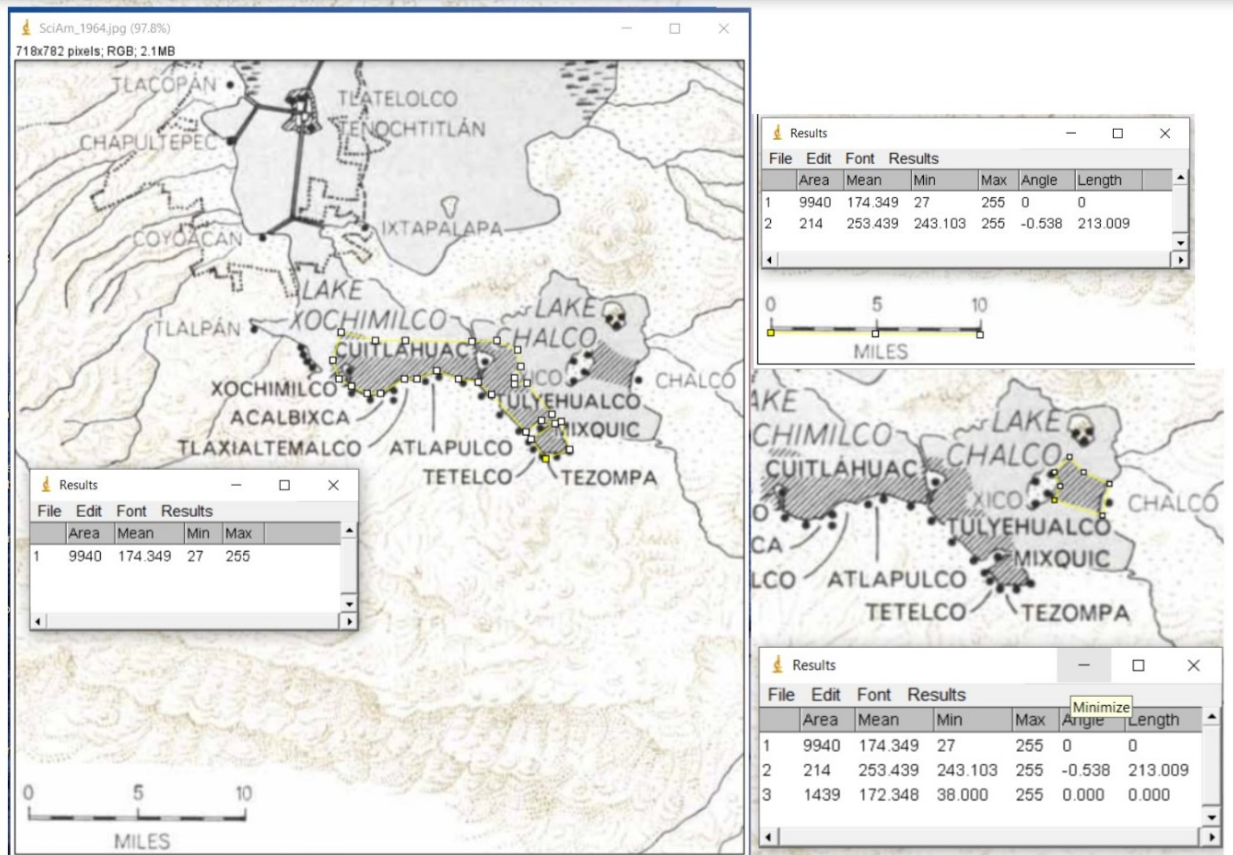 SciAm_1964.jpg (97.8%)
718x782 pixels; RGB; 2.1MB
TLACOPÁN
TLATELOLCO
TENOCHTITLÁN
CHAPULTEPEC
IXTAPALAPA
COYOACÁN
LAKE
XOCHIMILCO
LAKE
CHALCO
TLALPÁN
CUITLÁHUAC
XICO
CHALCO
XOCHIMILCO
TULYEHUALCO
ACALBIXCA
MIXQUIC
TLAXIALTEMALCO
ATLAPULCO
TETELCO
TEZOMPA
Results
File Edit Font Results
Area Mean Min Max
1 9940 174.349 27 255
0 5 10
MILES
Results
File Edit Font Results
Area Mean Min Max Angle Length
1 9940 174.349 27 255 0 0
2 214 253.439 243.103 255 -0.538 213.009
0 5 10
MILES
AKE
CHIMILCO
LAKE
CHALCO
CUITLÁHUAC
XICO
CHALCO
O
TULYEHUALCO
CA
MIXQUIC
LCO
ATLAPULCO
TETELCO
TEZOMPA
Results
File Edit Font Results
Minimize
Area Mean Min Max Angle Length
1 9940 174.349 27 255 0 0
2 214 253.439 243.103 255 -0.538 213.009
3 1439 172.348 38.000 255 0.000 0.000